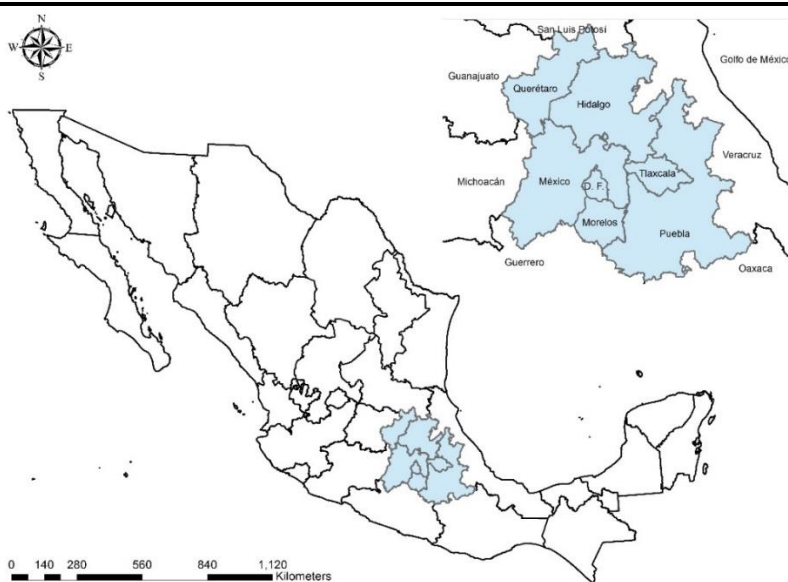 N
W E
S
San Luis Potosí
Golfo de México
Guanajuato
Querétaro
Hidalgo
Veracruz
Michoacán
México
D. F.
Tlaxcala
Morelos
Puebla
Guerrero
Oaxaca
0 140 280 560 840 1,120
Kilometers